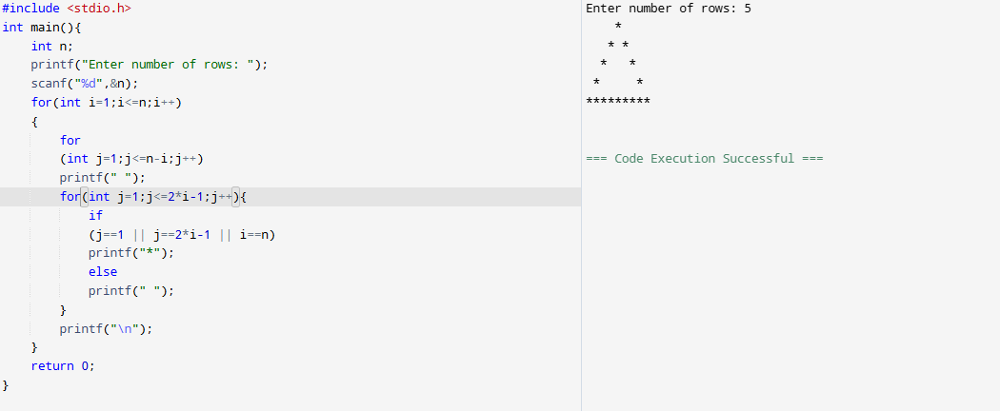 #include <stdio.h>
int main(){
    int n;
    printf("Enter number of rows: ");
    scanf("%d",&n);
    for(int i=1;i<=n;i++)
    {
        for
        (int j=1;j<=n-i;j++)
        printf(" ");
        for(int j=1;j<=2*i-1;j++){
            if
            (j==1 || j==2*i-1 || i==n)
            printf("*");
            else
            printf(" ");
        }
        printf("\n");
    }
    return 0;
}
Enter number of rows: 5
    *
   * *
  *   *
 *     *
*********
=== Code Execution Successful ===